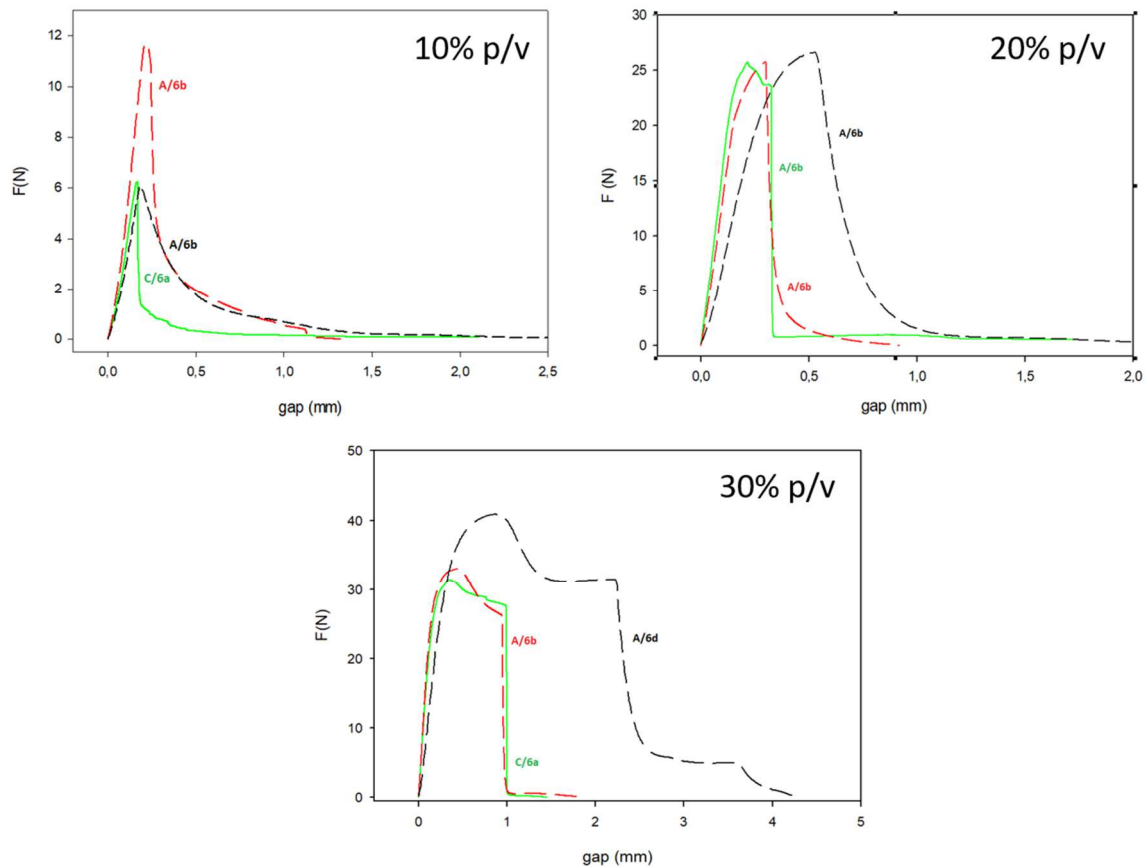 10% p/v
12
10
8
6
4
2
0
F(N)
A/6b
A/6b
C/6a
0,0 0,5 1,0 1,5 2,0 2,5
gap (mm)
20% p/v
30
25
20
15
10
5
0
F (N)
A/6b
A/6b
A/6b
0,0 0,5 1,0 1,5 2,0
gap (mm)
30% p/v
50
40
30
20
10
0
F(N)
A/6b
A/6d
C/6a
0 1 2 3 4 5
gap (mm)